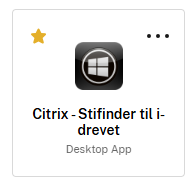 Citrix - Stifinder til i-
drevet
Desktop App